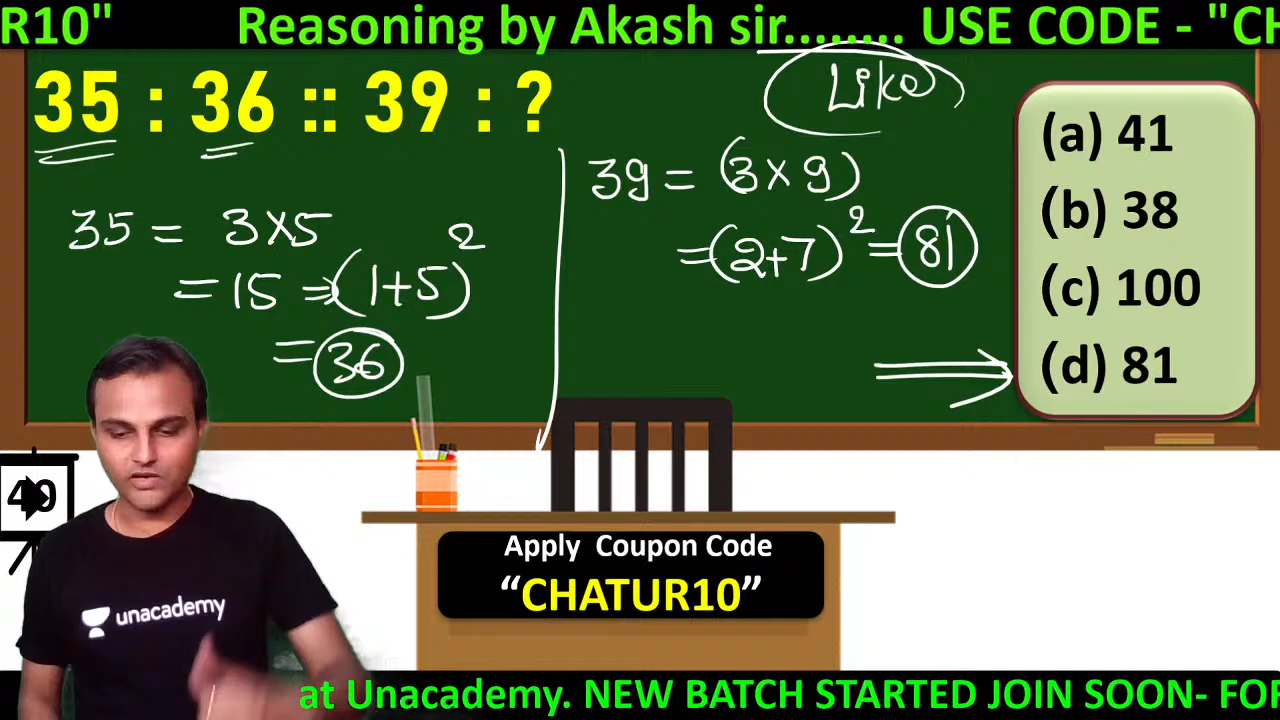 R10" Reasoning by Akash sir........ USE CODE - "CH
35 : 36 :: 39 : ?
Like
(a) 41
(b) 38
(c) 100
(d) 81
35 = 3×5
= 15 ⇒ (1+5)²
= 36
39 = (3×9)
= (2+7)² = 81
unacademy
Apply Coupon Code
“CHATUR10”
at Unacademy. NEW BATCH STARTED JOIN SOON- FOR